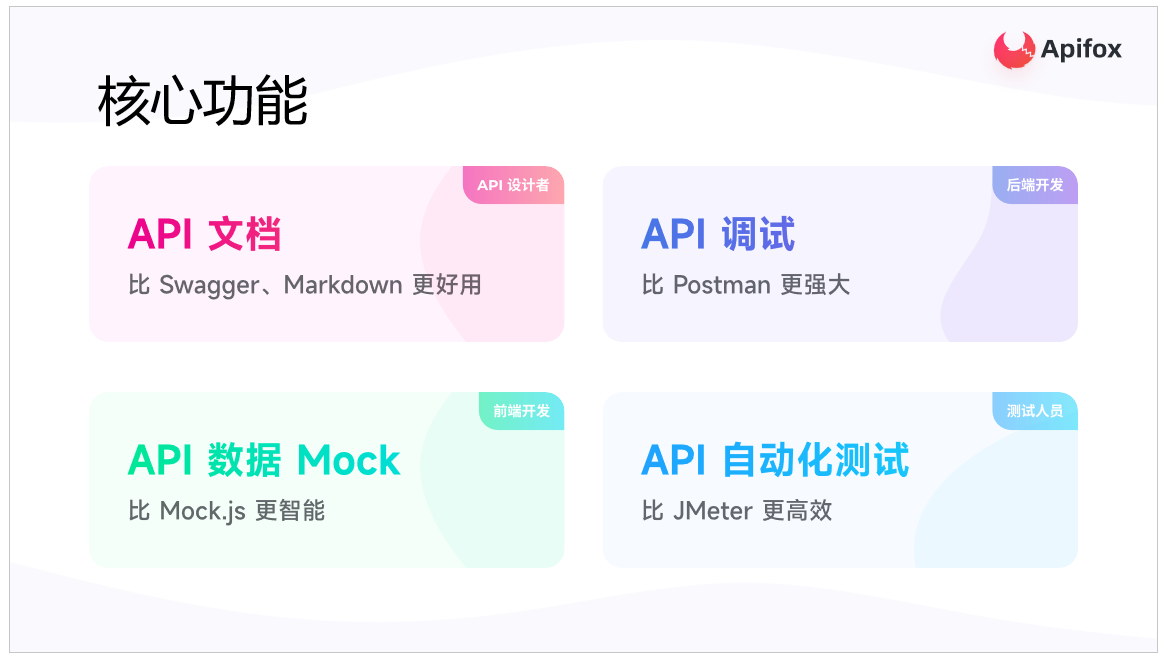 Apifox
核心功能
API 设计者
API 文档
比 Swagger、Markdown 更好用
后端开发
API 调试
比 Postman 更强大
前端开发
API 数据 Mock
比 Mock.js 更智能
测试人员
API 自动化测试
比 JMeter 更高效